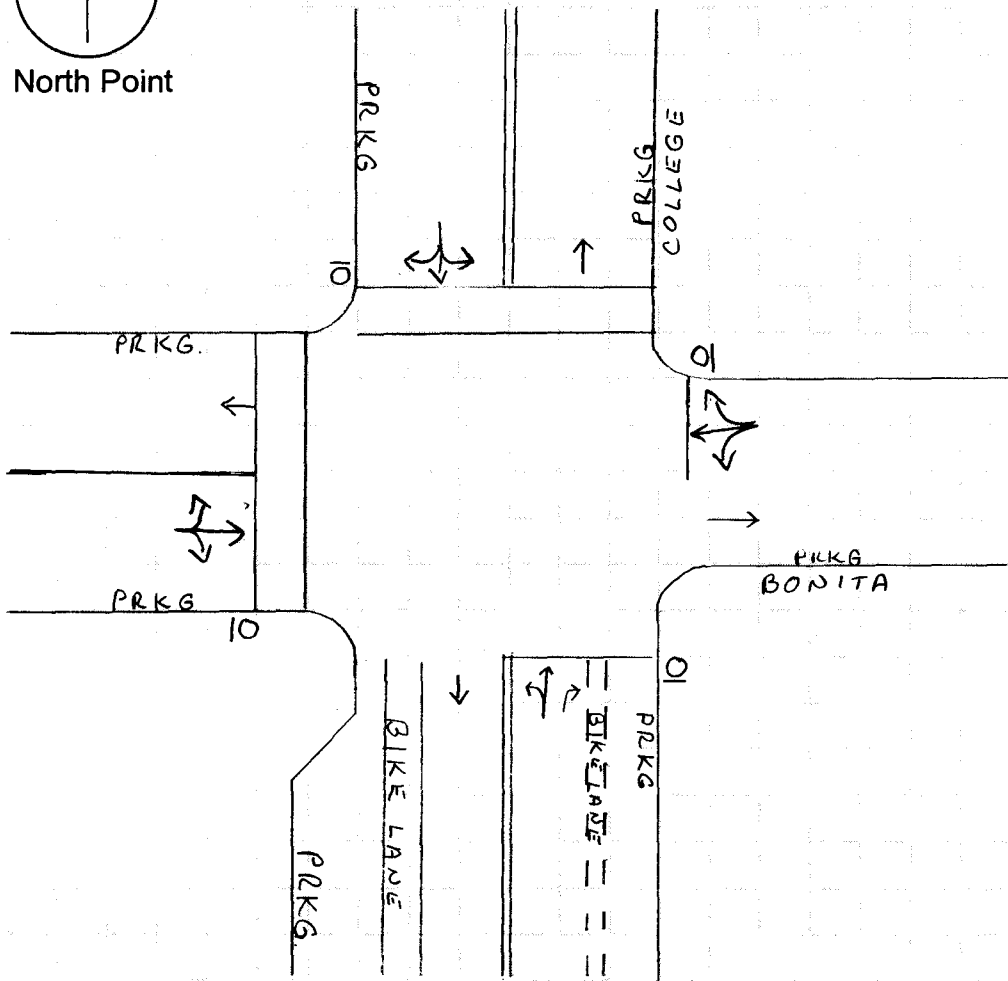 North Point
PRKG
PRKG
COLLEGE
10
PRKG.
10
PRKG
BONITA
PRKG
10
10
BIKE LANE
BIKE LANE
PRKG
PRKG.